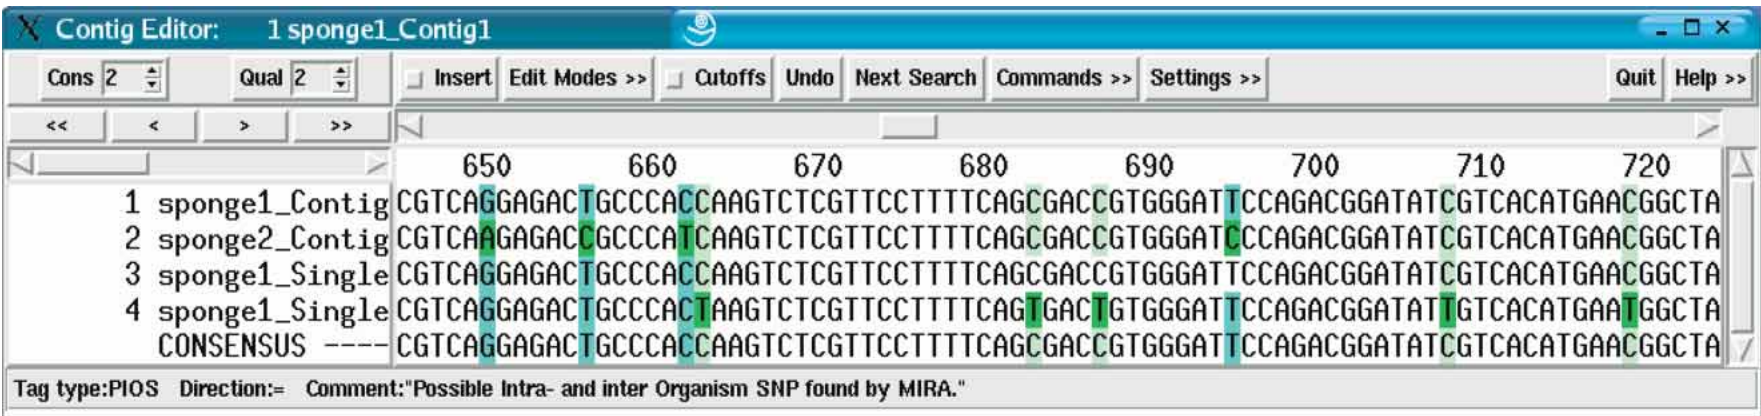 Contig Editor: 1 sponge1_Contig1
Cons 2 Qual 2 Insert Edit Modes >> Cutoffs Undo Next Search Commands >> Settings >> Quit Help >>
<< < > >>
650 660 670 680 690 700 710 720
1 sponge1_Contig CGTCAGGAGACTGCCCACCAAGTCTCGTTCCTTTTCAGCGACCGTGGGATTCCAGACGGATATCGTCACATGAACGGCTA
2 sponge2_Contig CGTCAAGAGACCGCCCATCAAGTCTCGTTCCTTTTCAGCGACCGTGGGATCCCAGACGGATATCGTCACATGAACGGCTA
3 sponge1_Single CGTCAGGAGACTGCCCACCAAGTCTCGTTCCTTTTCAGCGACCGTGGGATTCCAGACGGATATCGTCACATGAACGGCTA
4 sponge1_Single CGTCAGGAGACTGCCCACTAAGTCTCGTTCCTTTTCAGTGACTGTGGGATTCCAGACGGATATTGTCACATGAATGGCTA
CONSENSUS ---- CGTCAGGAGACTGCCCACCAAGTCTCGTTCCTTTTCAGCGACCGTGGGATTCCAGACGGATATCGTCACATGAACGGCTA
Tag type:PIOS Direction:= Comment:"Possible Intra- and inter Organism SNP found by MIRA."